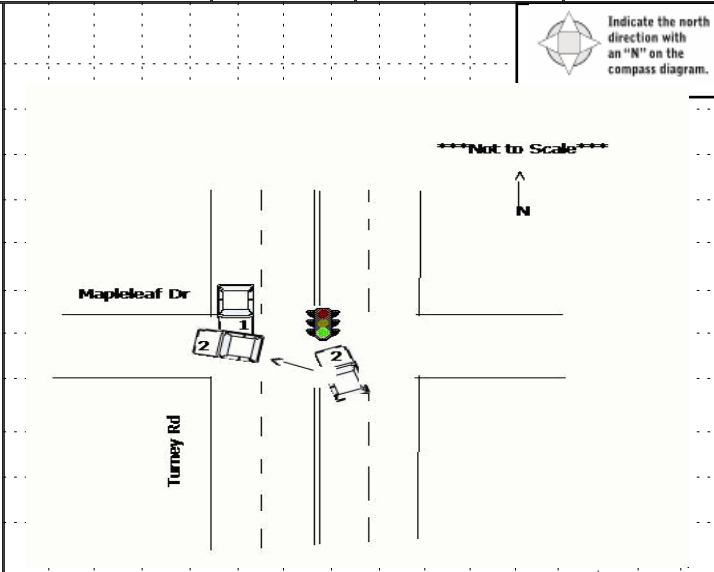 Indicate the north
direction with
an "N" on the
compass diagram.
***Not to Scale***
N
Mapleleaf Dr
1
2
2
Turney Rd